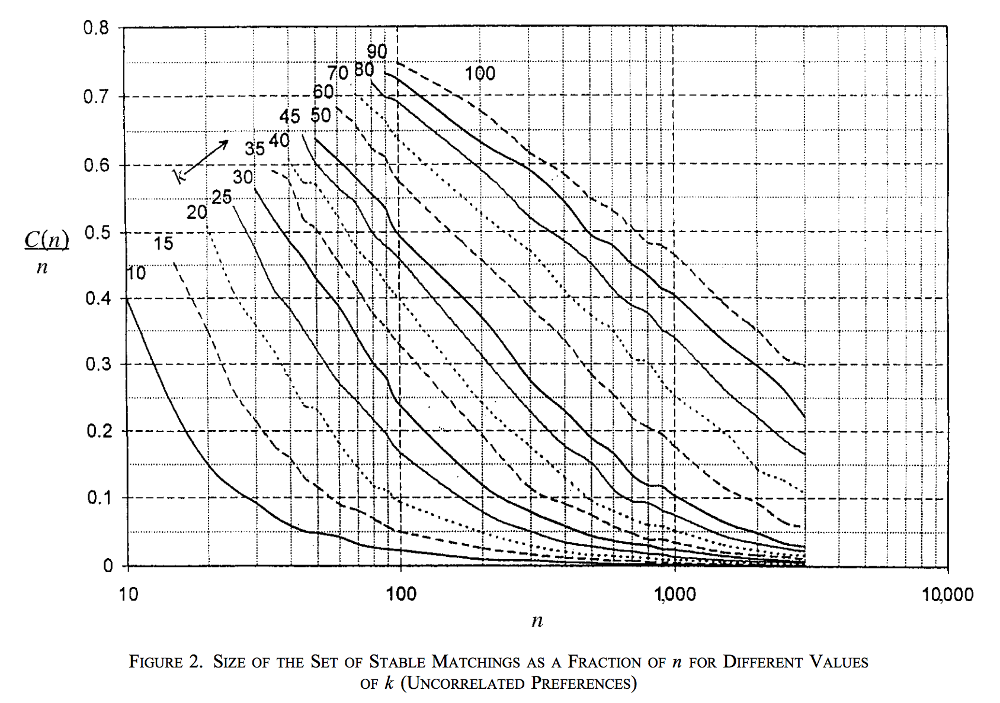 0.8
90
70 80
100
0.7
60
45 50
35 40
k
0.6
30
25
20
C(n)
n
0.5
15
10
0.4
0.3
0.2
0.1
0
10 100 1,000 10,000
n
FIGURE 2. SIZE OF THE SET OF STABLE MATCHINGS AS A FRACTION OF n FOR DIFFERENT VALUES
OF k (UNCORRELATED PREFERENCES)